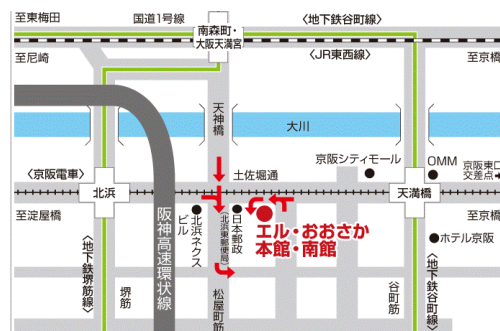 至東梅田
国道1号線
南森町・
大阪天満宮
〈地下鉄谷町線〉
至尼崎
〈JR東西線〉
至京橋
天神橋
大川
京阪シティモール
OMM
京阪東口
交差点→
〈京阪電車〉
土佐堀通
北浜
天満橋
至淀屋橋
至京橋
阪神高速環状線
北浜ネクス
ビル
日本郵政
(北浜東郵便局)
エル・おおさか
本館・南館
ホテル京阪
〈地下鉄堺筋線〉
堺筋
松屋町筋
谷町筋
〈地下鉄谷町線〉